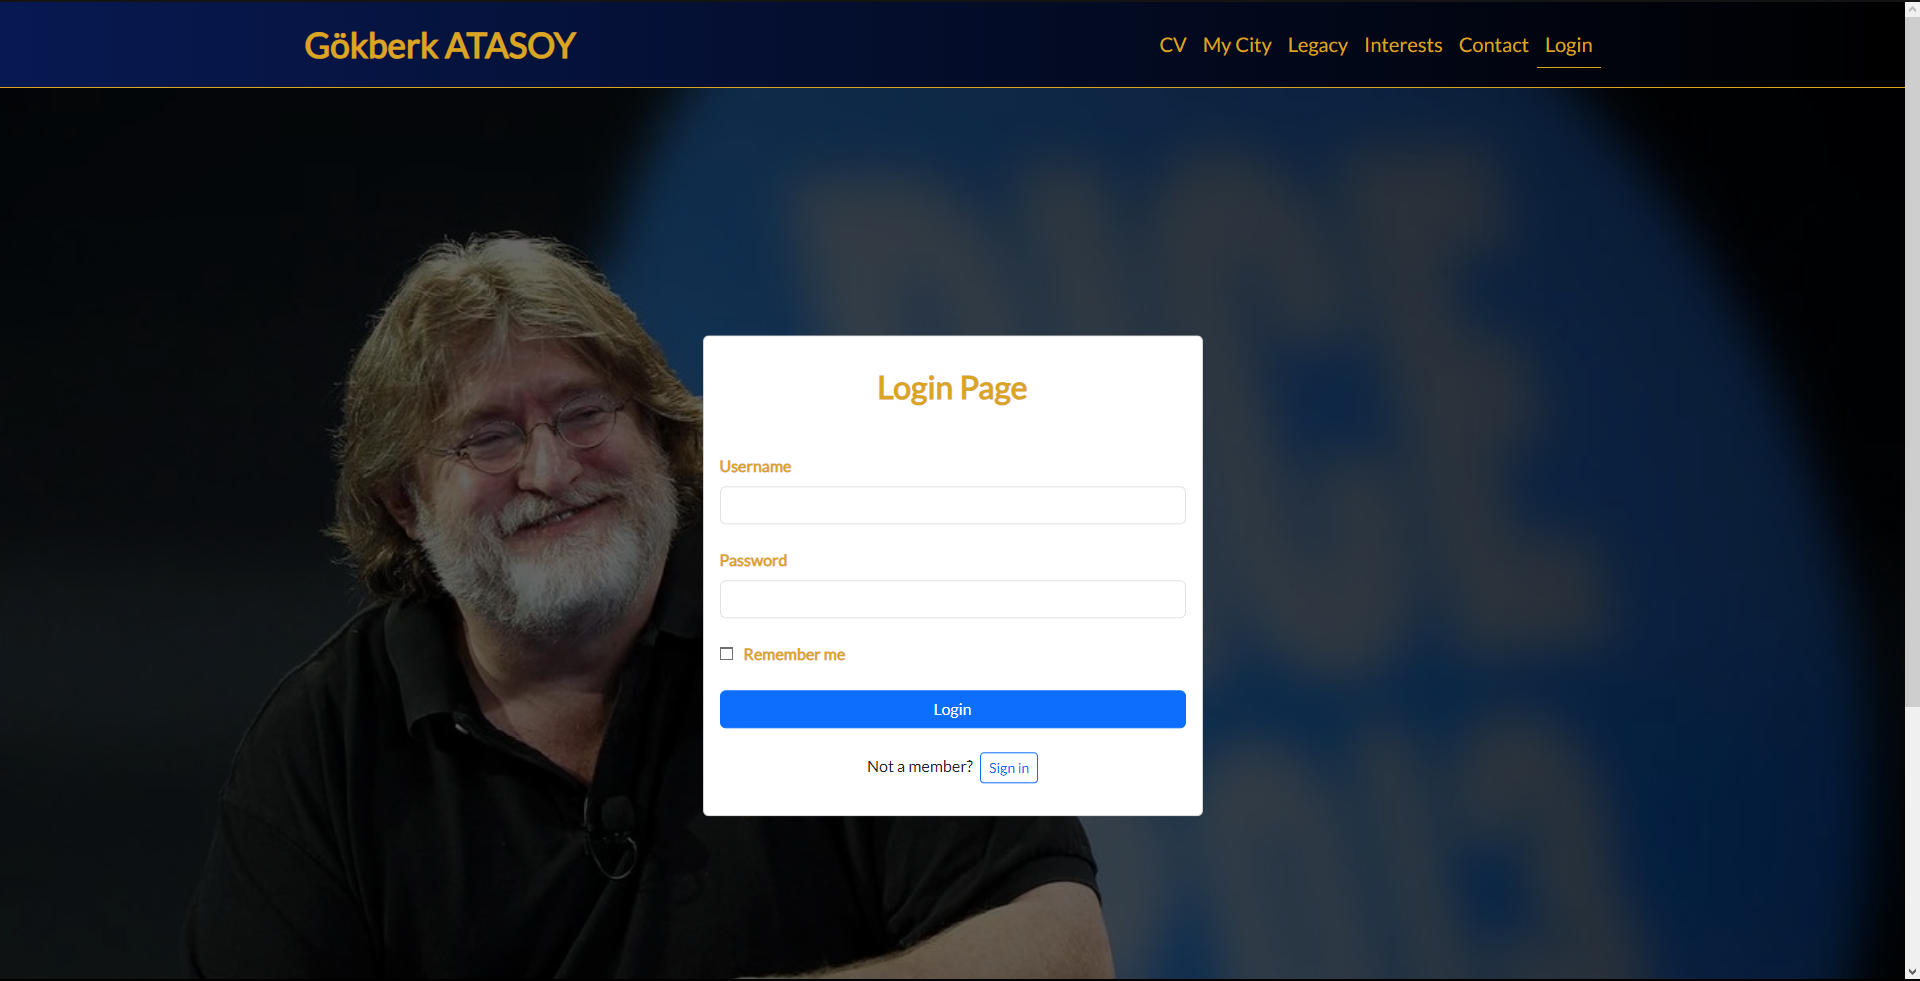 Gökberk ATASOY
CV My City Legacy Interests Contact Login
Login Page
Username
Password
Remember me
Login
Not a member? Sign in